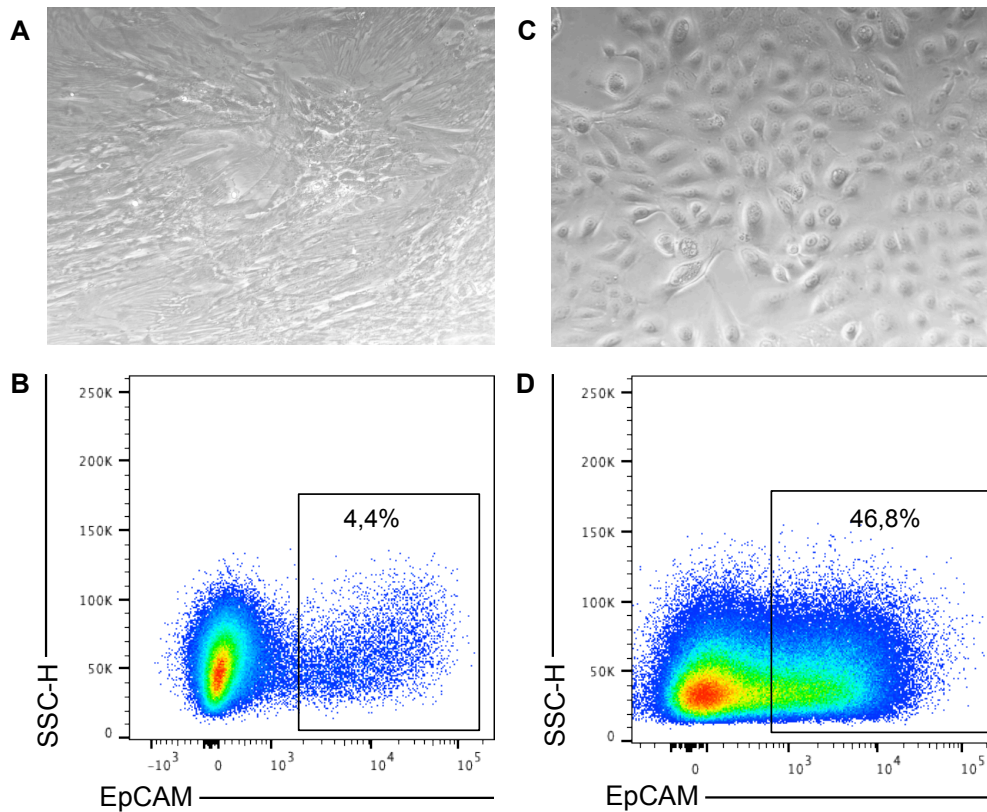 A
C
B
D
250K
200K
150K
100K
50K
0
4,4%
SSC-H
-10³ 0 10³ 10⁴ 10⁵
EpCAM
250K
200K
150K
100K
50K
0
46,8%
SSC-H
0 10³ 10⁴ 10⁵
EpCAM